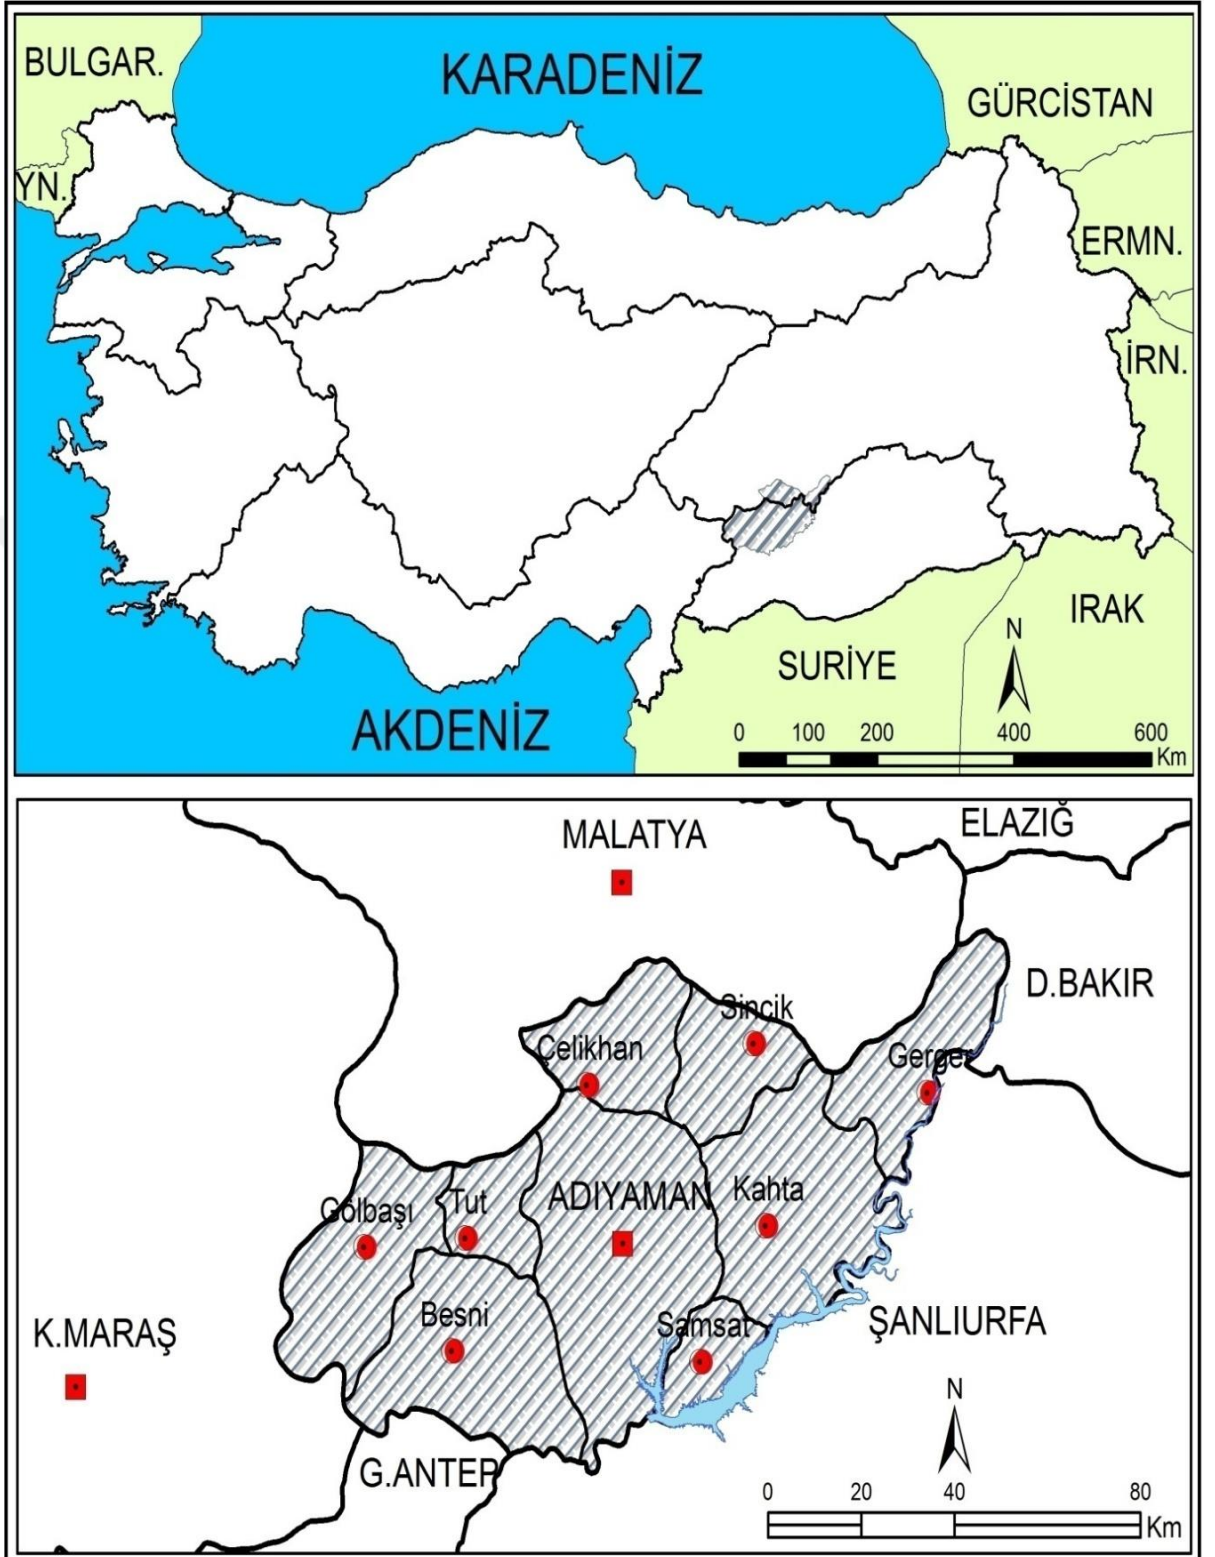 BULGAR.
KARADENİZ
GÜRCİSTAN
YN.
ERMN.
İRN.
IRAK
N
SURİYE
AKDENİZ
0 100 200 400 600
Km
ELAZIĞ
MALATYA
D.BAKIR
Sincik
Çelikhan
Gerger
Kahta
ADIYAMAN
Tut
Gölbaşı
Besni
Samsat
ŞANLIURFA
K.MARAŞ
N
G.ANTEP
0 20 40 80
Km